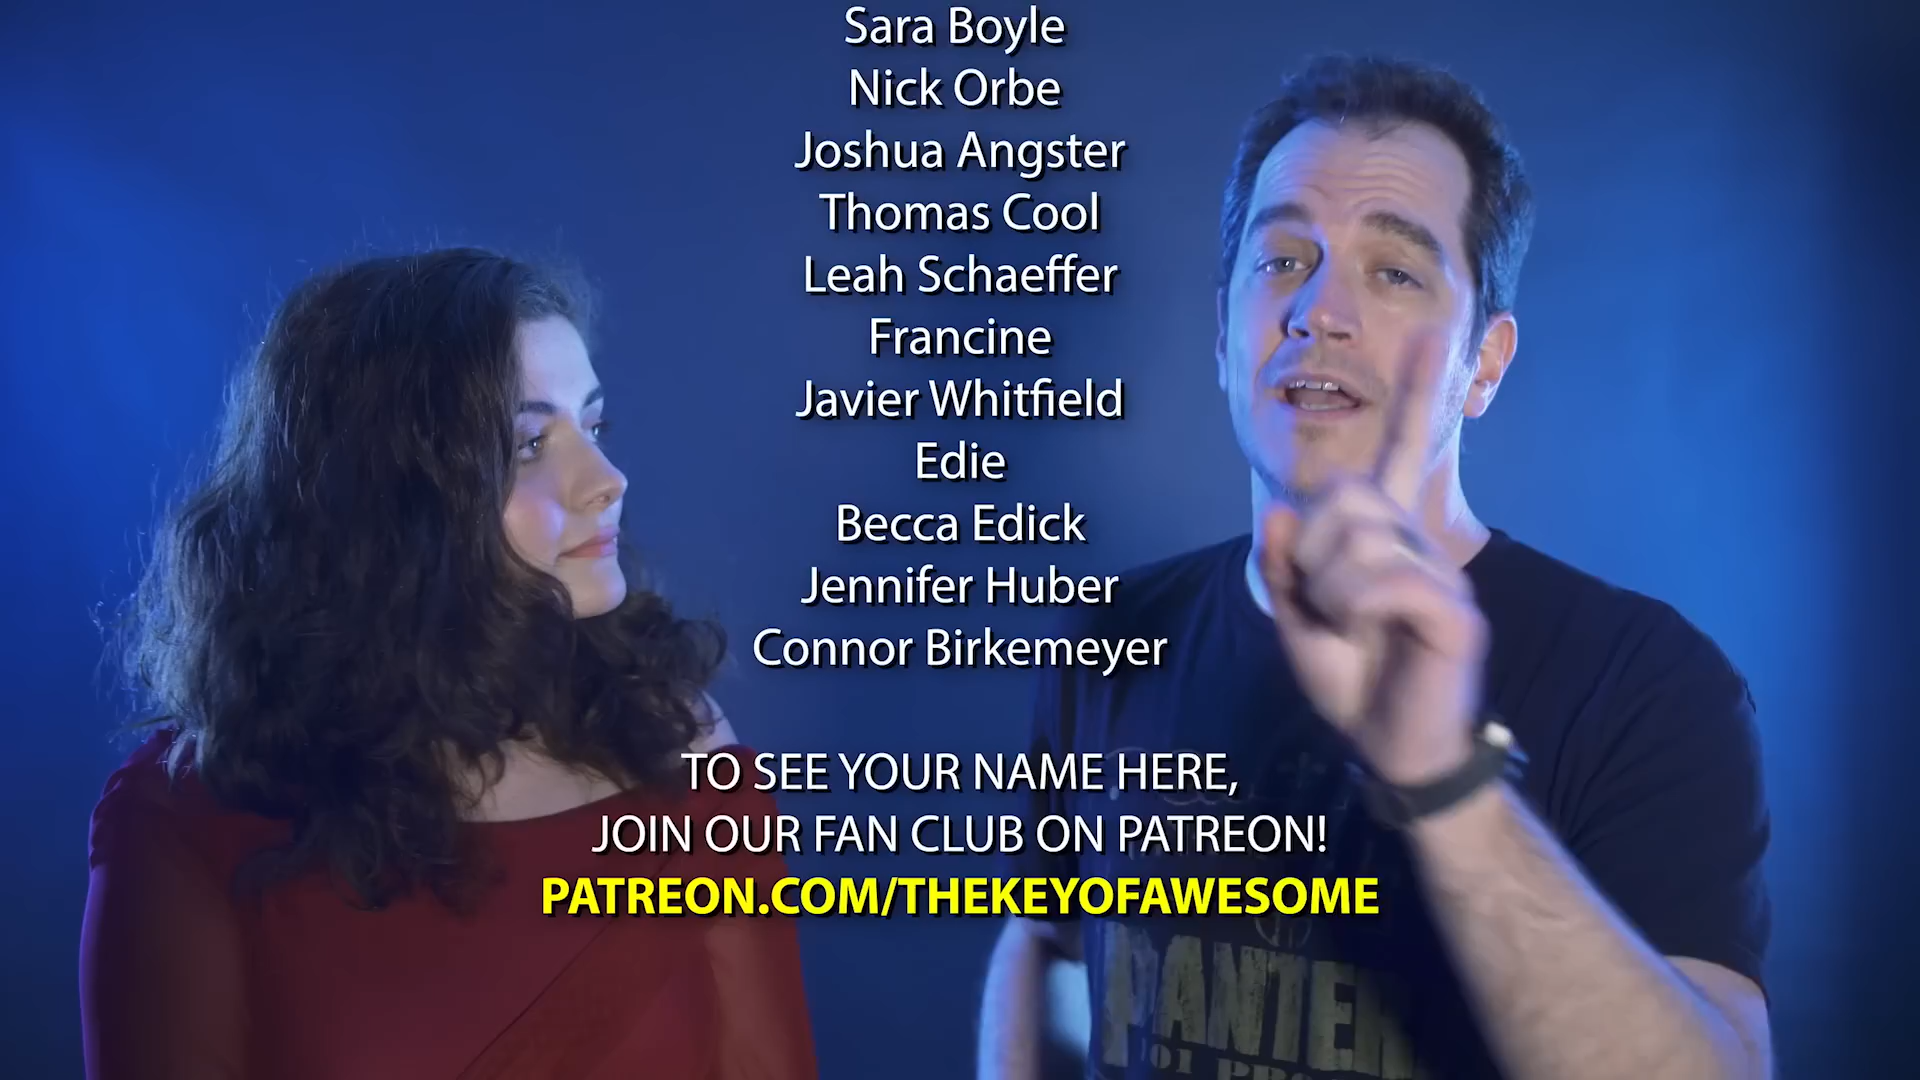 Sara Boyle
Nick Orbe
Joshua Angster
Thomas Cool
Leah Schaeffer
Francine
Javier Whitfield
Edie
Becca Edick
Jennifer Huber
Connor Birkemeyer
TO SEE YOUR NAME HERE,
JOIN OUR FAN CLUB ON PATREON!
PATREON.COM/THEKEYOFAWESOME